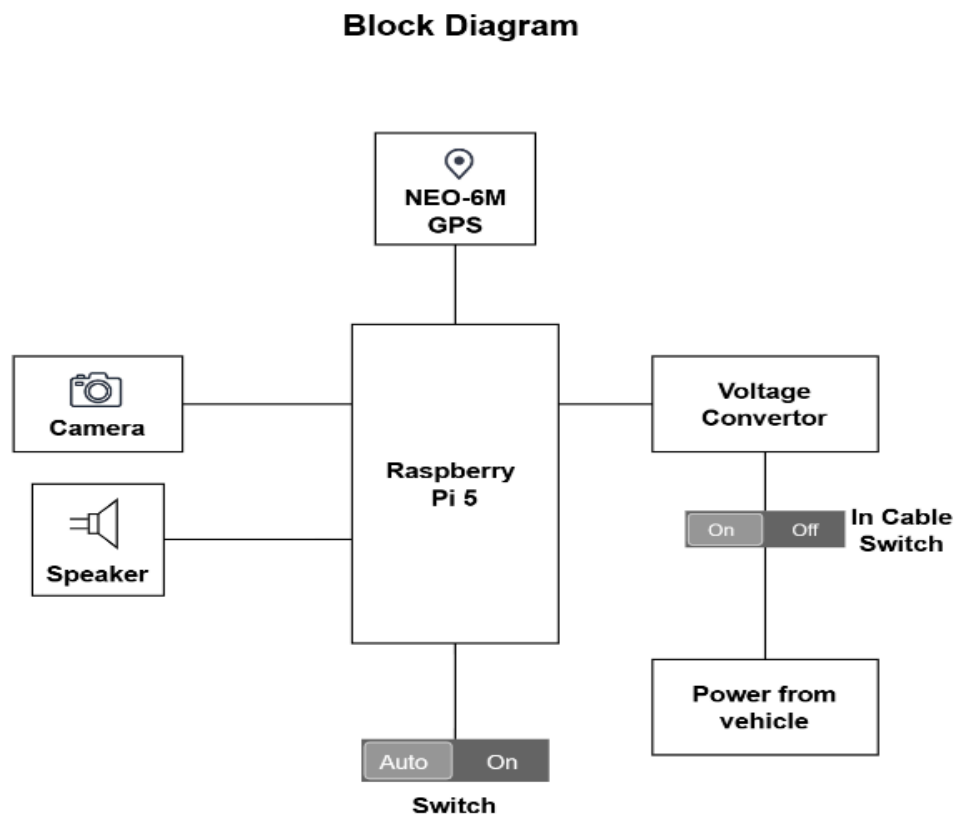 Block Diagram
NEO-6M
GPS
Camera
Speaker
Raspberry
Pi 5
Voltage
Convertor
On
Off
In Cable
Switch
Power from
vehicle
Auto
On
Switch